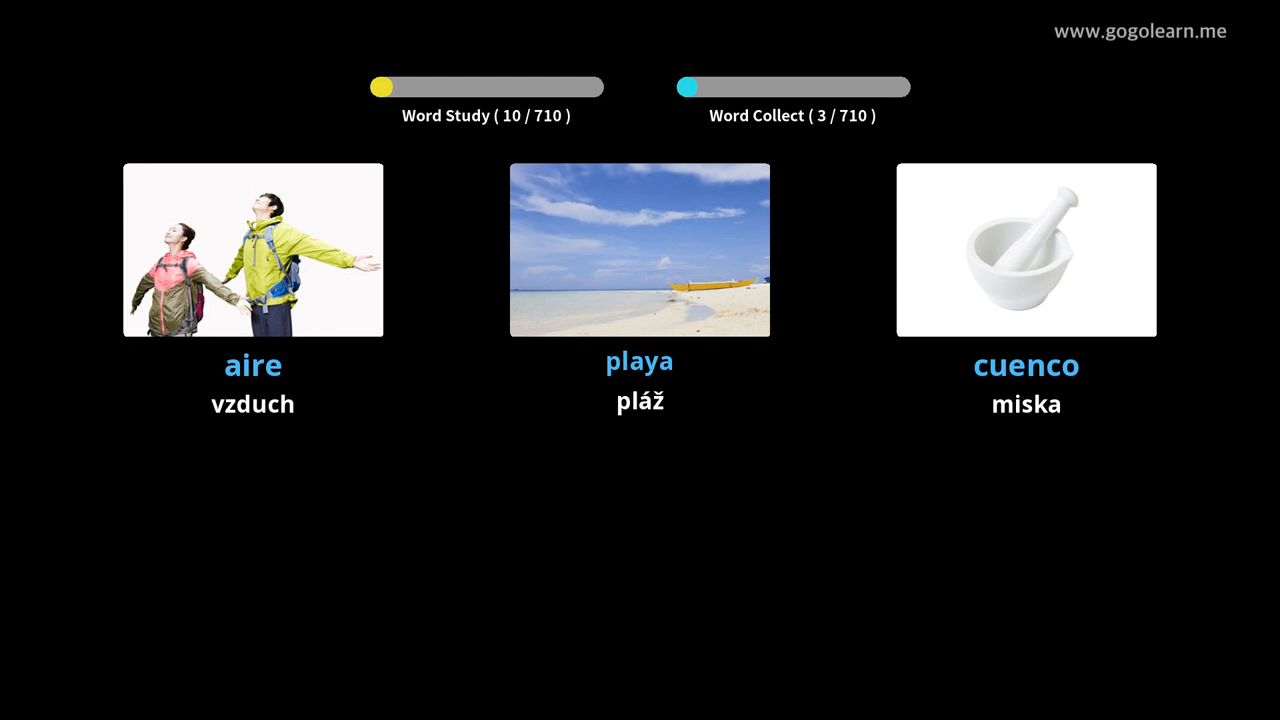 www.gogolearn.me
Word Study ( 10 / 710 )
Word Collect ( 3 / 710 )
aire
vzduch
playa
pláž
cuenco
miska